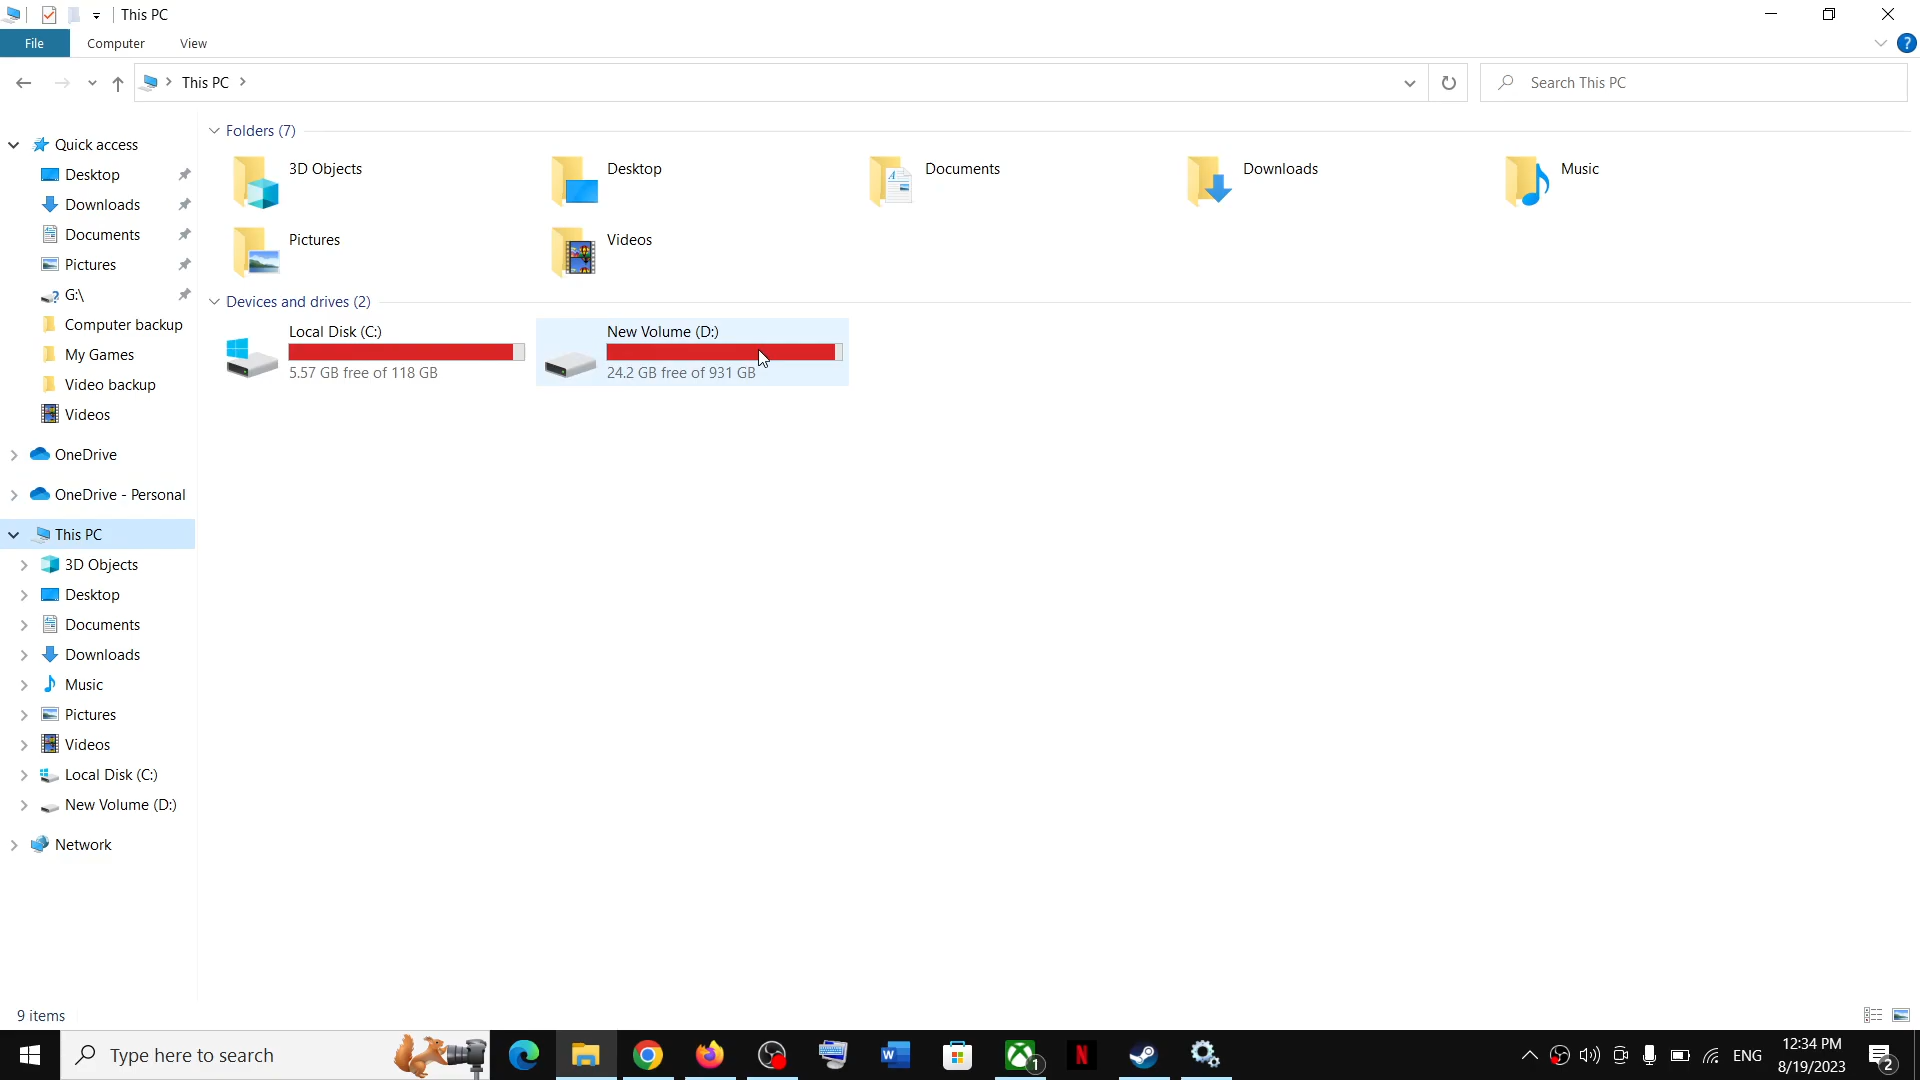 This PC
File
Computer
View
This PC
Search This PC
Quick access
Desktop
Downloads
Documents
Pictures
G:\
Computer backup
My Games
Video backup
Videos
OneDrive
OneDrive - Personal
This PC
3D Objects
Desktop
Documents
Downloads
Music
Pictures
Videos
Local Disk (C:)
New Volume (D:)
Network
Folders (7)
3D Objects
Desktop
Documents
Downloads
Music
Pictures
Videos
Devices and drives (2)
Local Disk (C:)
5.57 GB free of 118 GB
New Volume (D:)
24.2 GB free of 931 GB
9 items
Type here to search
1
ENG
12:34 PM
8/19/2023
2